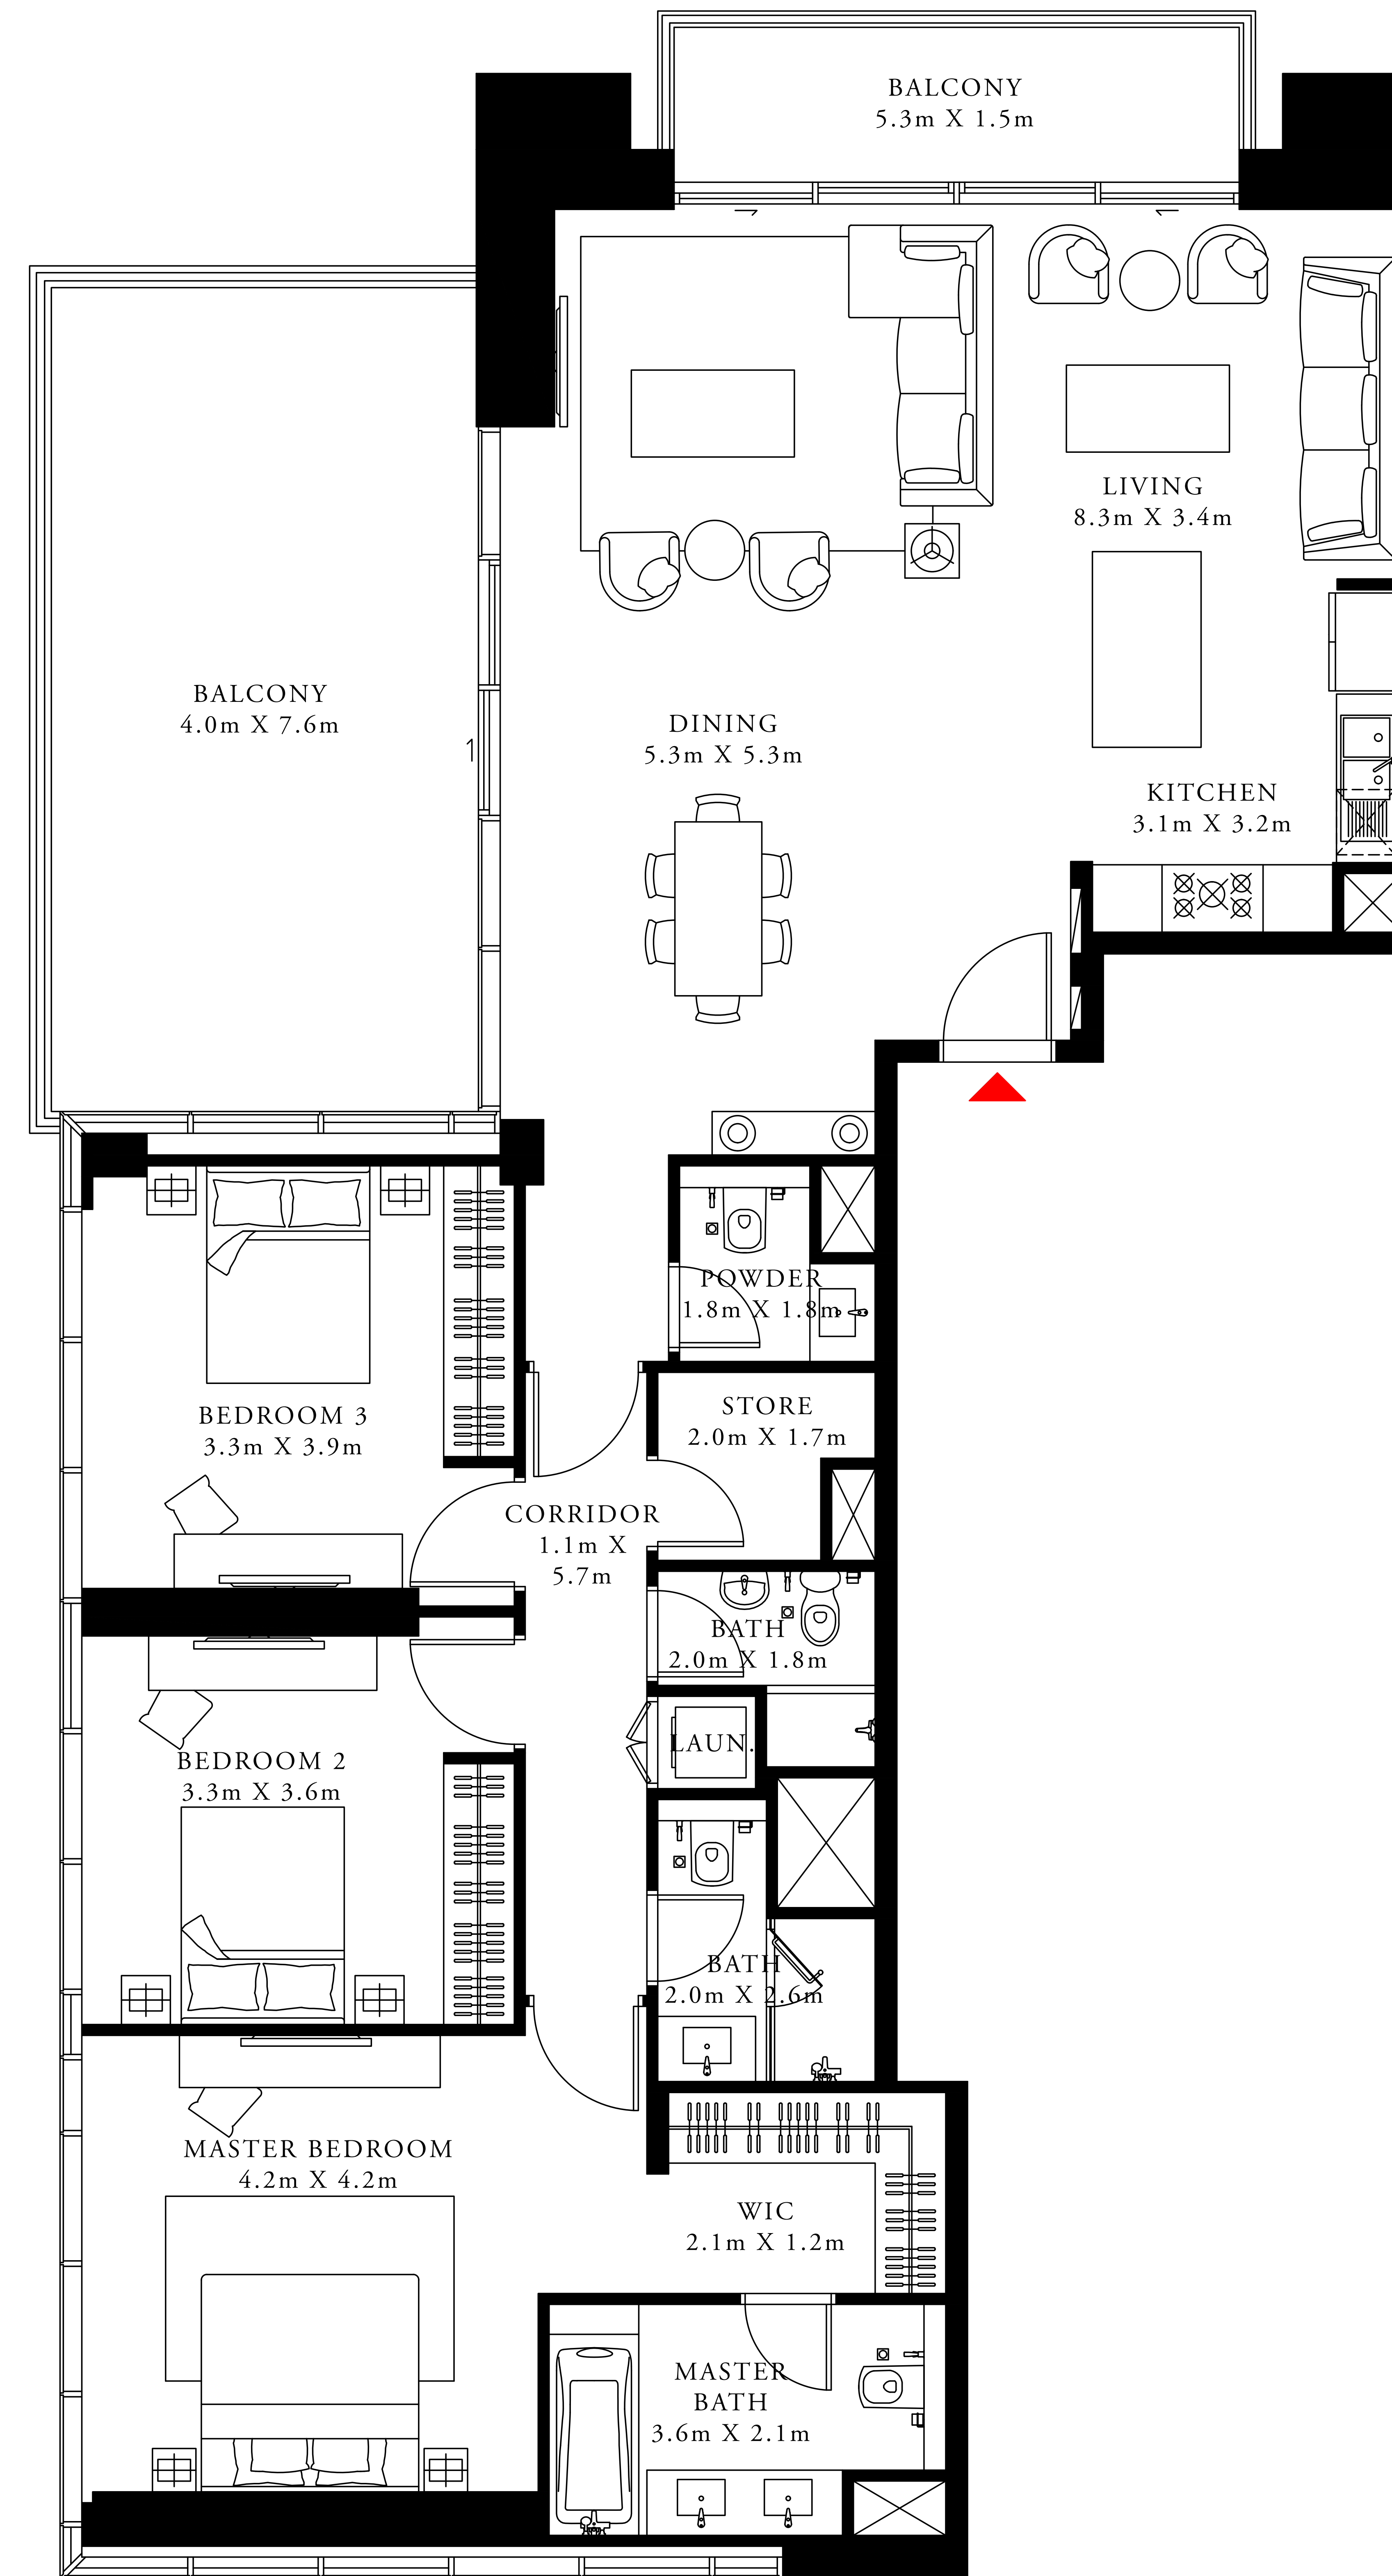 BALCONY
5.3m X 1.5m
LIVING
8.3m X 3.4m
BALCONY
4.0m X 7.6m
DINING
5.3m X 5.3m
KITCHEN
3.1m X 3.2m
POWDER
1.8m X 1.8m
BEDROOM 3
3.3m X 3.9m
STORE
2.0m X 1.7m
CORRIDOR
1.1m X
5.7m
BATH
2.0m X 1.8m
LAUN.
BEDROOM 2
3.3m X 3.6m
BATH
2.0m X 2.6m
MASTER BEDROOM
4.2m X 4.2m
WIC
2.1m X 1.2m
MASTER
BATH
3.6m X 2.1m